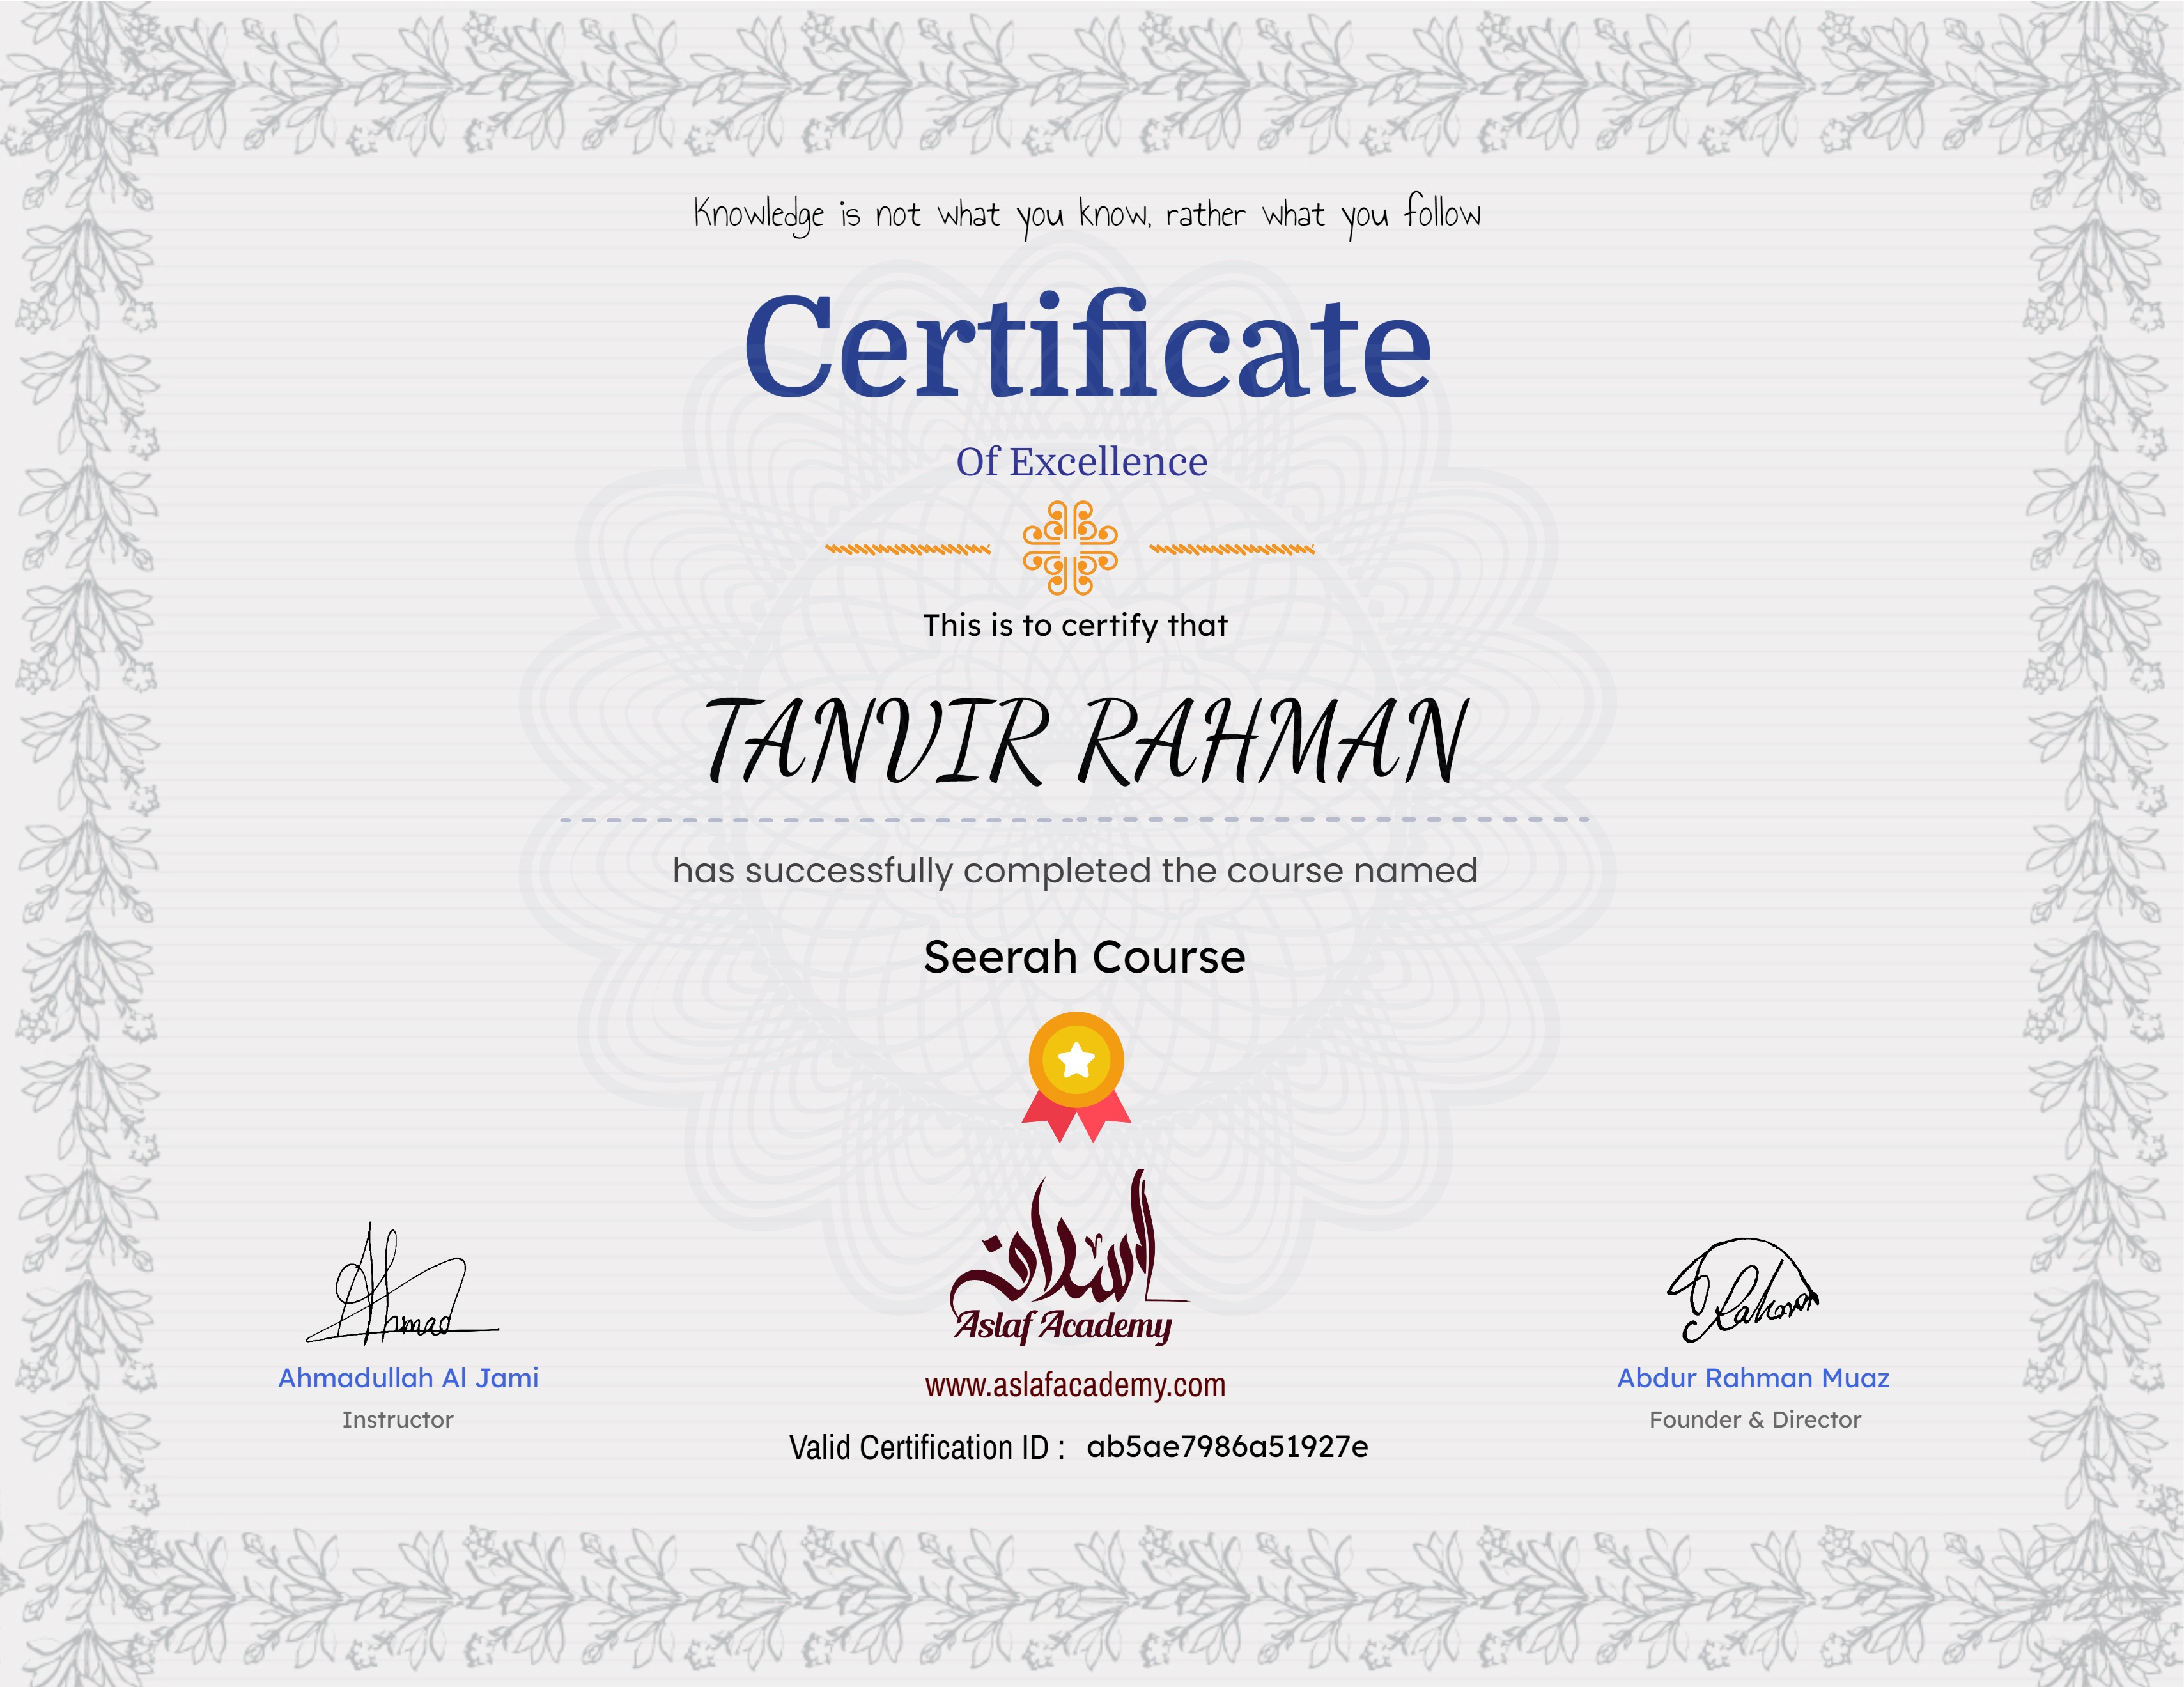 Knowledge is not what you know, rather what you follow
Certificate
Of Excellence
This is to certify that
TANVIR RAHMAN
has successfully completed the course named
Seerah Course
اسلاف
Aslaf Academy
www.aslafacademy.com
Valid Certification ID : ab5ae7986a51927e
Ahmad
Ahmadullah Al Jami
Instructor
Rahman
Abdur Rahman Muaz
Founder & Director